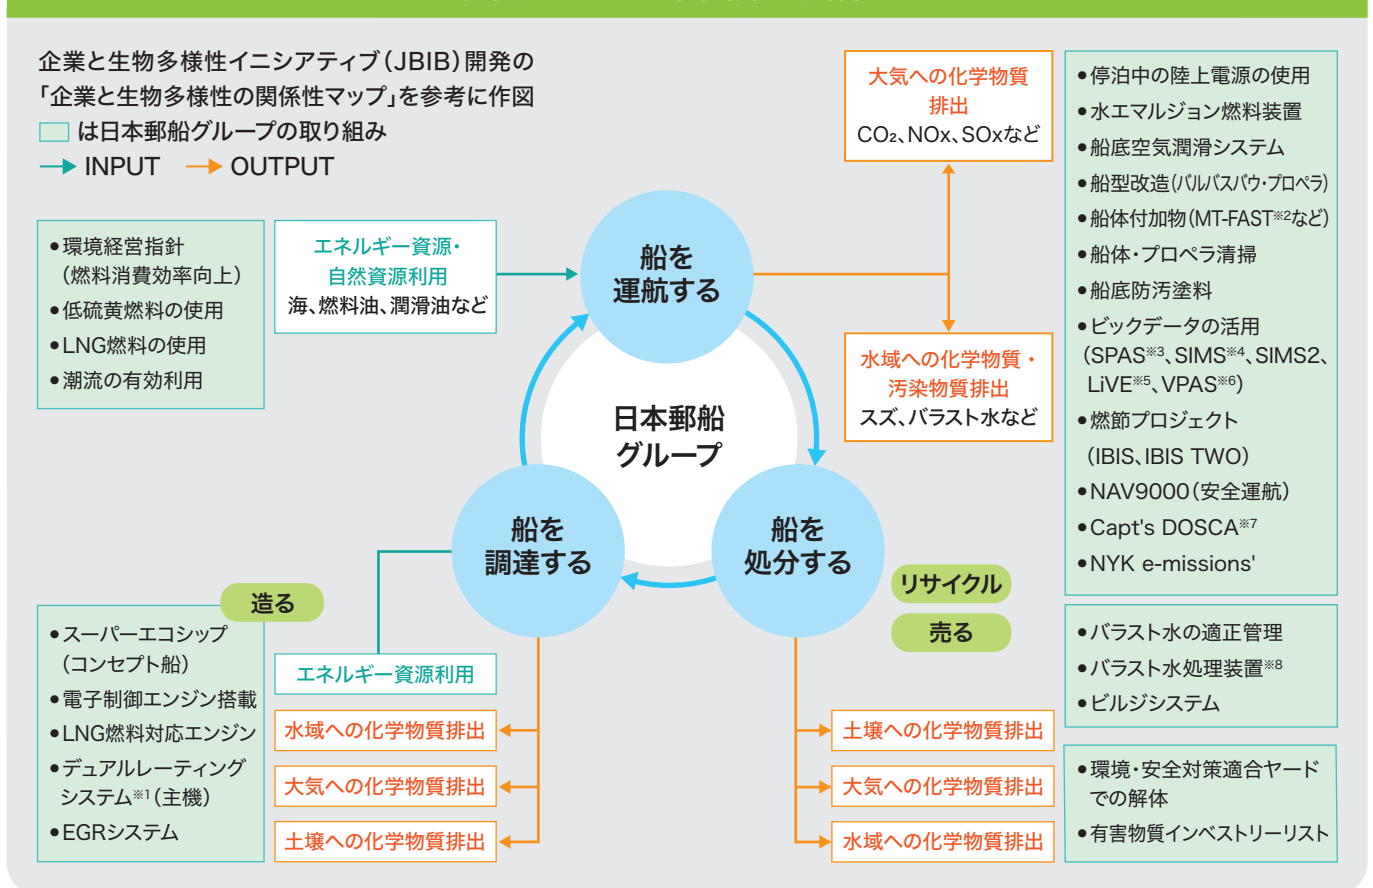 企業と生物多様性イニシアティブ（JBIB）開発の
「企業と生物多様性の関係性マップ」を参考に作図
は日本郵船グループの取り組み
INPUT OUTPUT
•環境経営指針
（燃料消費効率向上）
•低硫黄燃料の使用
•LNG燃料の使用
•潮流の有効利用
エネルギー資源・
自然資源利用
海、燃料油、潤滑油など
船を
運航する
大気への化学物質
排出
CO₂、NOx、SOxなど
水域への化学物質・
汚染物質排出
スズ、バラスト水など
•停泊中の陸上電源の使用
•水エマルジョン燃料装置
•船底空気潤滑システム
•船型改造（バルバスバウ・プロペラ）
•船体付加物（MT-FAST※2など）
•船体・プロペラ清掃
•船底防汚塗料
•ビックデータの活用
（SPAS※3、SIMS※4、SIMS2、
LiVE※5、VPAS※6）
•燃節プロジェクト
（IBIS、IBIS TWO）
•NAV9000（安全運航）
•Capt's DOSCA※7
•NYK e-missions'
日本郵船
グループ
船を
調達する
船を
処分する
造る
•スーパーエコシップ
（コンセプト船）
•電子制御エンジン搭載
•LNG燃料対応エンジン
•デュアルレーティング
システム※1（主機）
•EGRシステム
エネルギー資源利用
水域への化学物質排出
大気への化学物質排出
土壌への化学物質排出
リサイクル
売る
土壌への化学物質排出
大気への化学物質排出
水域への化学物質排出
•バラスト水の適正管理
•バラスト水処理装置※8
•ビルジシステム
•環境・安全対策適合ヤード
での解体
•有害物質インベストリーリスト